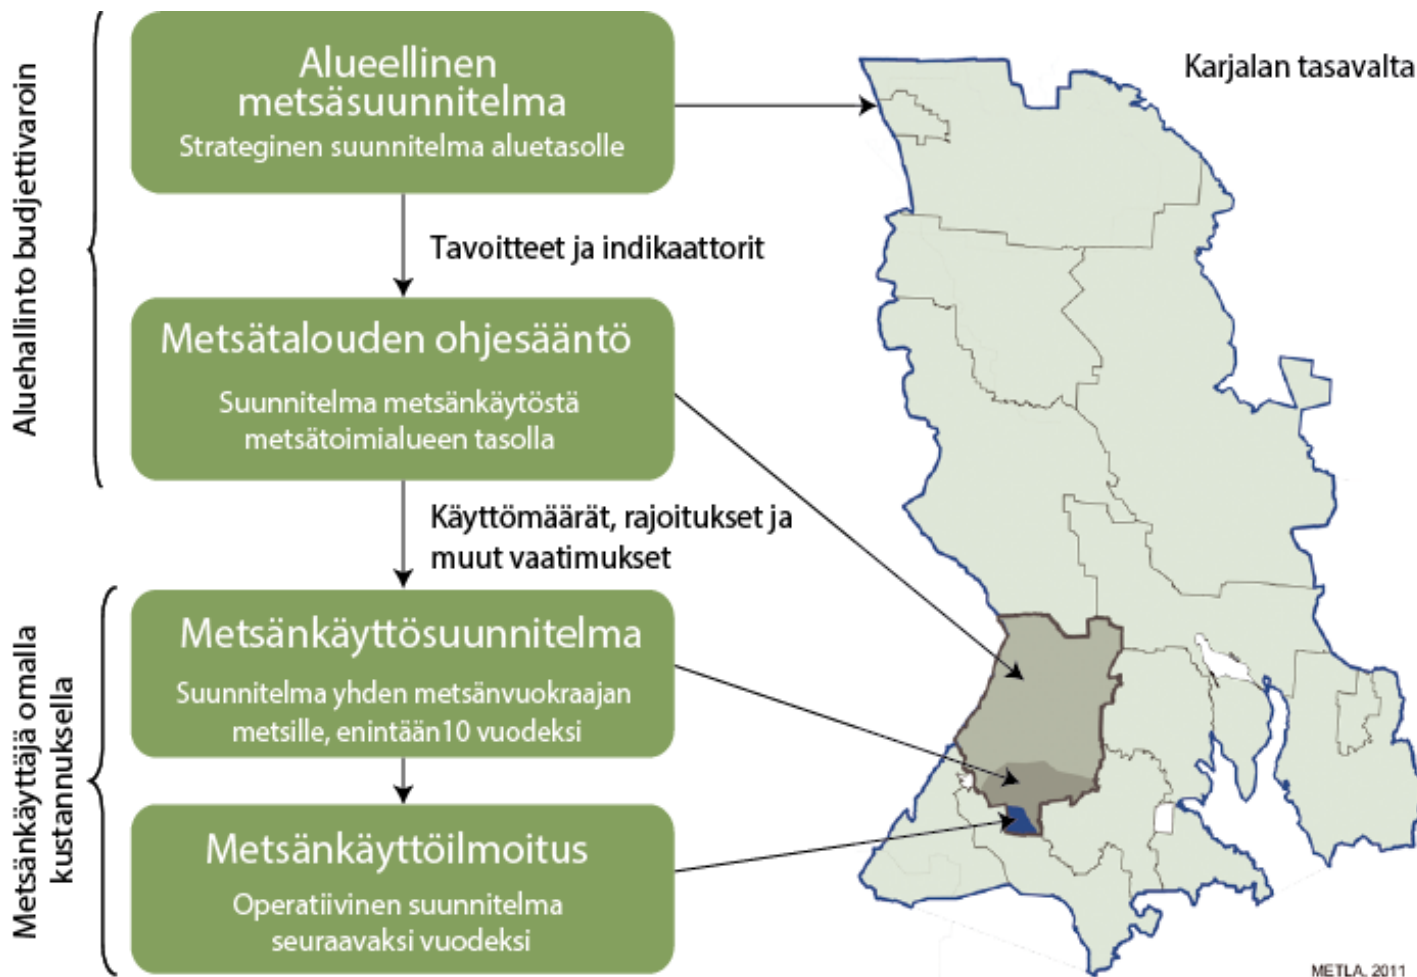 Aluehallinto budjettivaroin
Alueellinen
metsäsuunnitelma
Strateginen suunnitelma aluetasolle
Karjalan tasavalta
Tavoitteet ja indikaattorit
Metsätalouden ohjesääntö
Suunnitelma metsänkäytöstä
metsätoimialueen tasolla
Käyttömäärät, rajoitukset ja
muut vaatimukset
Metsänkäyttäjä omalla
kustannuksella
Metsänkäyttösuunnitelma
Suunnitelma yhden metsänvuokraajan
metsille, enintään10 vuodeksi
Metsänkäyttöilmoitus
Operatiivinen suunnitelma
seuraavaksi vuodeksi
METLA, 2011